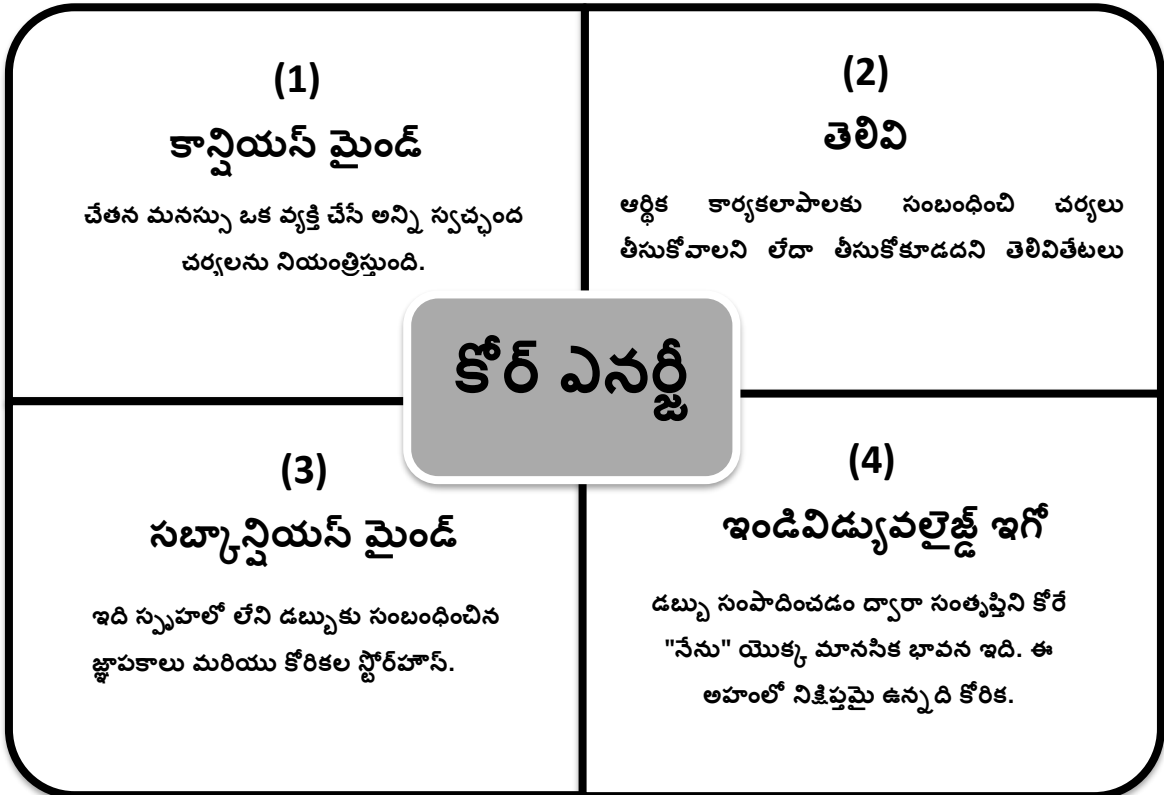 (1)
కాన్షియస్ మైండ్
చేతన మనస్సు ఒక వ్యక్తి చేసే అన్ని స్వచ్ఛంద
చర్యలను నియంత్రిస్తుంది.
(2)
తెలివి
ఆర్థిక కార్యకలాపాలకు సంబంధించి చర్యలు
తీసుకోవాలని లేదా తీసుకోకూడదని తెలివితేటలు
కోర్ ఎనర్జీ
(3)
సబ్కాన్షియస్ మైండ్
ఇది స్పృహలో లేని డబ్బుకు సంబంధించిన
జ్ఞాపకాలు మరియు కోరికల స్టోర్‌హౌస్.
(4)
ఇండివిడ్యువలైజ్డ్ ఇగో
డబ్బు సంపాదించడం ద్వారా సంతృప్తిని కోరే
"నేను" యొక్క మానసిక భావన ఇది. ఈ
అహంలో నిక్షిప్తమై ఉన్నది కోరిక.